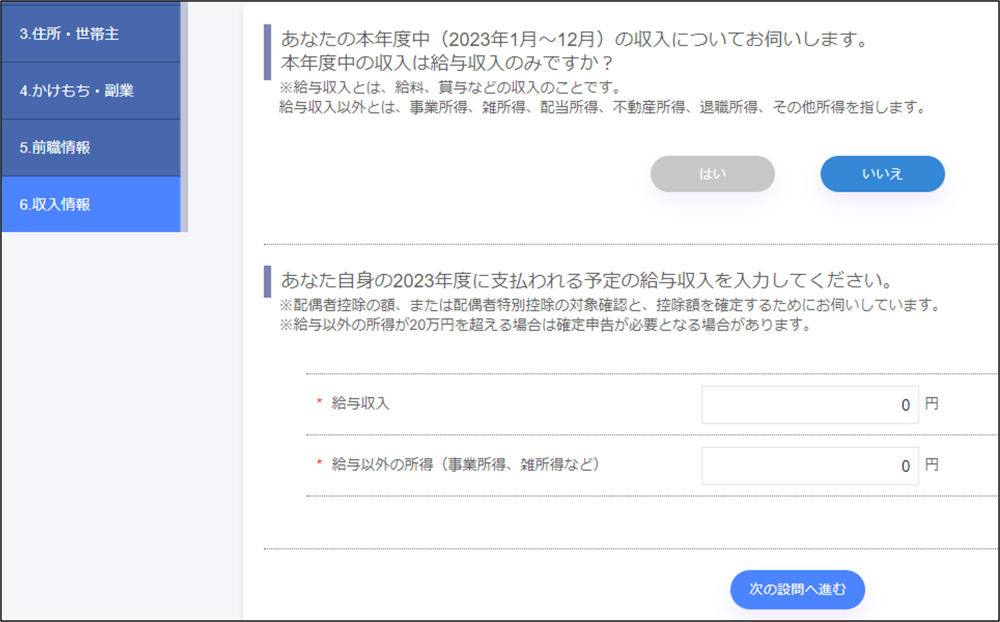 3.住所・世帯主
4.かけもち・副業
5.前職情報
6.収入情報
あなたの本年度中（2023年1月～12月）の収入についてお伺いします。
本年度中の収入は給与収入のみですか？
※給与収入とは、給料、賞与などの収入のことです。
給与収入以外とは、事業所得、雑所得、配当所得、不動産所得、退職所得、その他所得を指します。
はい
いいえ
あなた自身の2023年度に支払われる予定の給与収入を入力してください。
※配偶者控除の額、または配偶者特別控除の対象確認と、控除額を確定するためにお伺いしています。
※給与以外の所得が20万円を超える場合は確定申告が必要となる場合があります。
* 給与収入 0 円
* 給与以外の所得（事業所得、雑所得など） 0 円
次の設問へ進む